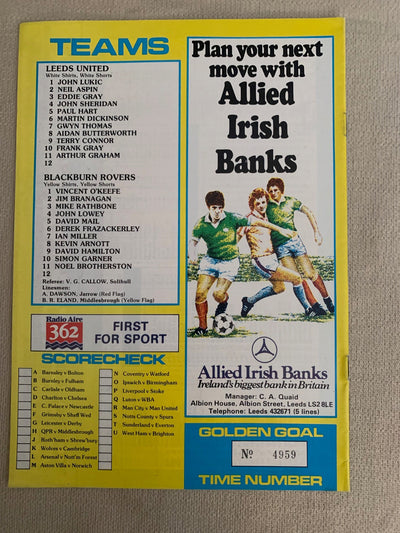 TEAMS
LEEDS UNITED
White Shirts, White Shorts
1 JOHN LUKIC
2 NEIL ASPIN
3 EDDIE GRAY
4 JOHN SHERIDAN
5 PAUL HART
6 MARTIN DICKINSON
7 GWYN THOMAS
8 AIDAN BUTTERWORTH
9 TERRY CONNOR
10 FRANK GRAY
11 ARTHUR GRAHAM
12
BLACKBURN ROVERS
Yellow Shirts, Yellow Shorts
1 VINCENT O'KEEFE
2 JIM BRANAGAN
3 MIKE RATHBONE
4 JOHN LOWEY
5 DAVID MAIL
6 DEREK FRAZACKERLEY
7 IAN MILLER
8 KEVIN ARNOTT
9 DAVID HAMILTON
10 SIMON GARNER
11 NOEL BROTHERSTON
12
Referee: V. G. CALLOW, Solihull
Linesmen:
A. DAWSON, Jarrow (Red Flag)
B. R. ELAND, Middlesbrough (Yellow Flag)
Radio Aire
362
FIRST
FOR SPORT
SCORECHECK
A Barnsley v Bolton
B Burnley v Fulham
C Carlisle v Oldham
D Charlton v Chelsea
E C. Palace v Newcastle
F Grimsby v Sheff Wed
G Leicester v Derby
H QPR v Middlesbrough
J Roth'ham v Shrew'bury
K Wolves v Cambridge
L Arsenal v Nott'm Forest
M Aston Villa v Norwich
N Coventry v Watford
O Ipswich v Birmingham
P Liverpool v Stoke
Q Luton v WBA
R Man City v Man United
S Notts County v Spurs
T Sunderland v Everton
U West Ham v Brighton
Plan your next
move with
Allied
Irish
Banks
Allied Irish Banks
Ireland's biggest bank in Britain
Manager: C. A. Quaid
Albion House, Albion Street, Leeds LS2 8LE
Telephone: Leeds 432671 (5 lines)
GOLDEN GOAL
No 4959
TIME NUMBER